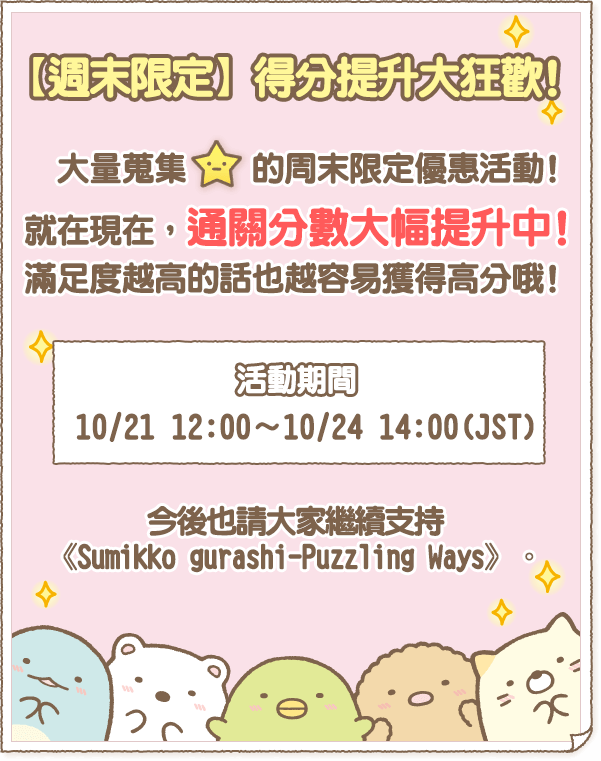 【週末限定】得分提升大狂歡!
大量蒐集 的周末限定優惠活動!
就在現在，通關分數大幅提升中!
滿足度越高的話也越容易獲得高分哦!
活動期間
10/21 12:00～10/24 14:00(JST)
今後也請大家繼續支持
《Sumikko gurashi-Puzzling Ways》。